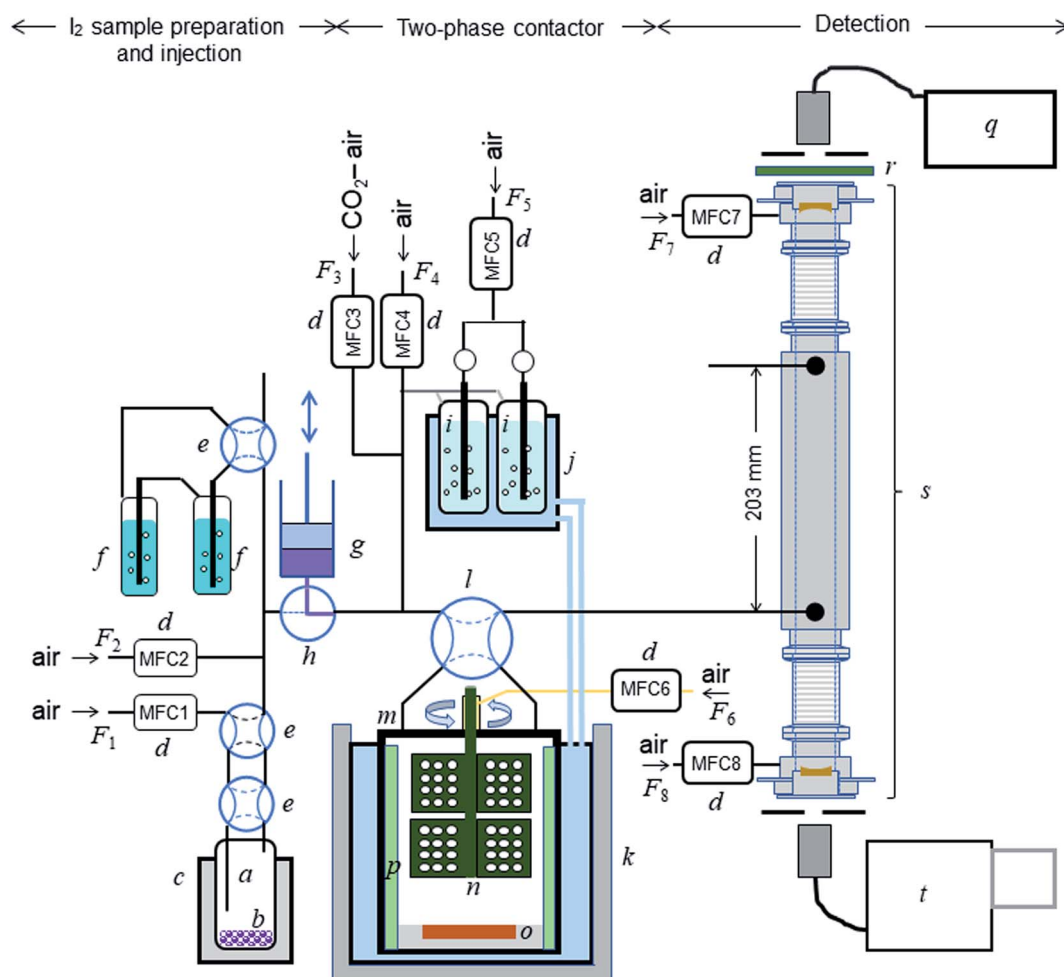 I₂ sample preparation
and injection
Two-phase contactor
Detection
q
r
air
CO₂–air
air
F₅
MFC5
d
air
F₇
MFC7
d
F₃
F₄
d
MFC3
MFC4
d
e
i
i
j
203 mm
s
f
f
g
l
h
d
air
F₂
MFC2
d
MFC6
air
F₆
air
F₁
MFC1
d
e
m
air
F₈
MFC8
d
e
k
c
a
p
n
t
b
o